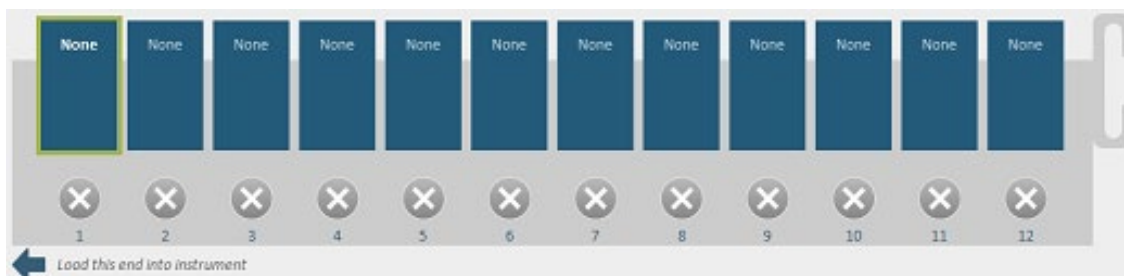 None None None None None None None None None None None None
1 2 3 4 5 6 7 8 9 10 11 12
Load this end into instrument